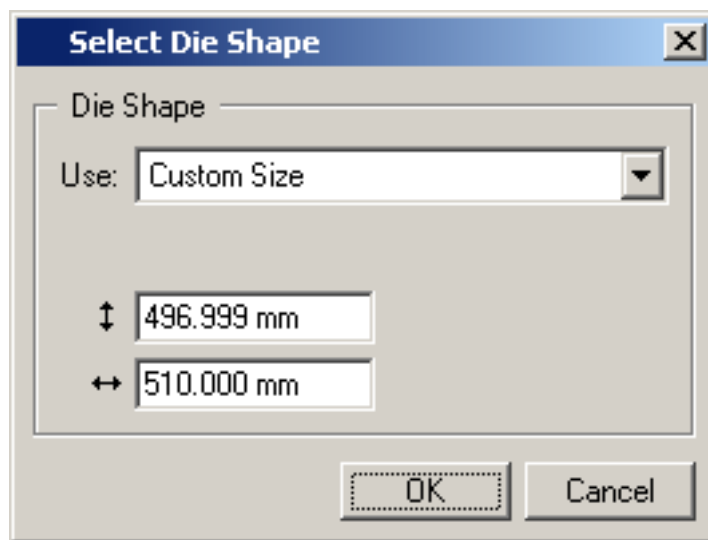 Select Die Shape
Die Shape
Use: Custom Size
496.999 mm
510.000 mm
OK Cancel